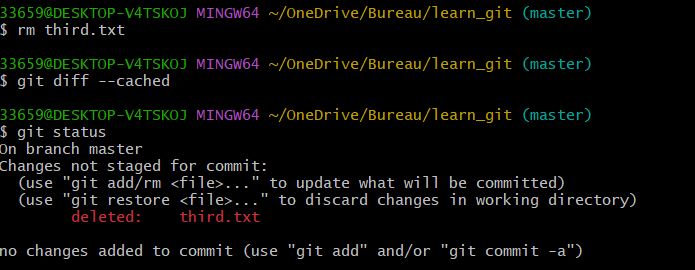 33659@DESKTOP-V4TSKOJ MINGW64 ~/OneDrive/Bureau/learn_git (master)
$ rm third.txt
33659@DESKTOP-V4TSKOJ MINGW64 ~/OneDrive/Bureau/learn_git (master)
$ git diff --cached
33659@DESKTOP-V4TSKOJ MINGW64 ~/OneDrive/Bureau/learn_git (master)
$ git status
On branch master
Changes not staged for commit:
  (use "git add/rm <file>..." to update what will be committed)
  (use "git restore <file>..." to discard changes in working directory)
        deleted:    third.txt
no changes added to commit (use "git add" and/or "git commit -a")